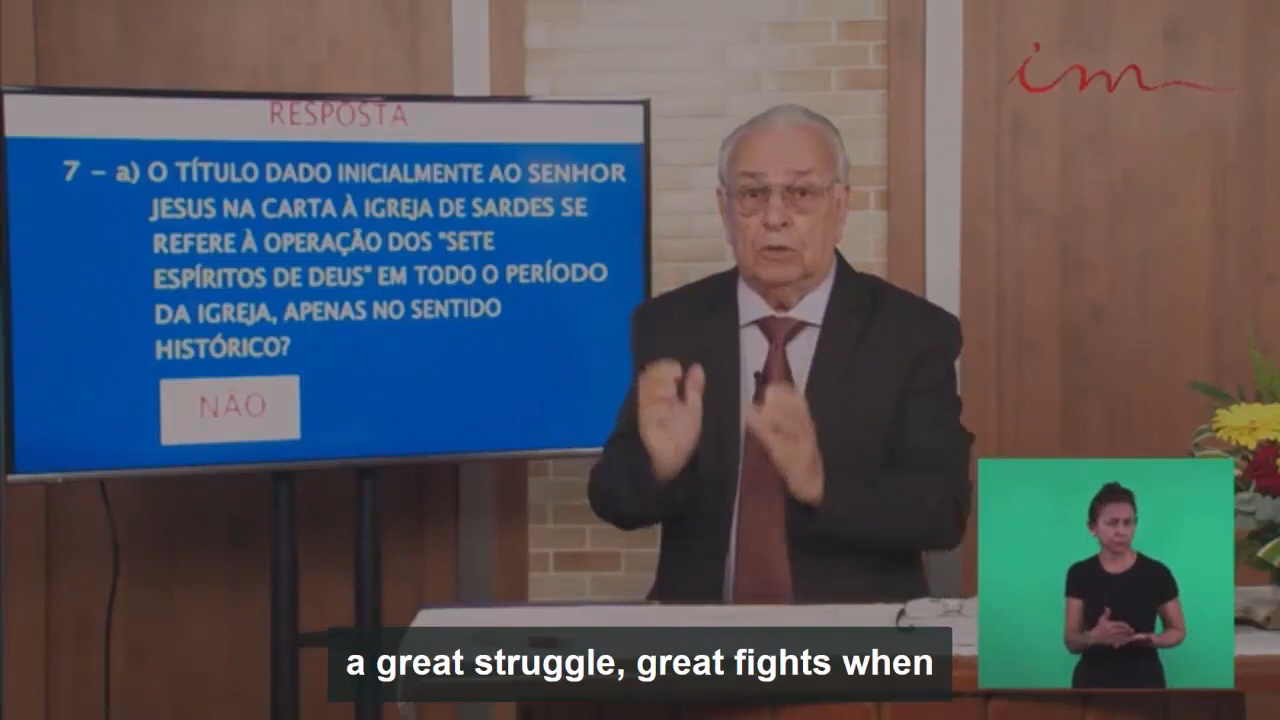 im
RESPOSTA
7 - a) O TÍTULO DADO INICIALMENTE AO SENHOR
JESUS NA CARTA À IGREJA DE SARDES SE
REFERE À OPERAÇÃO DOS "SETE
ESPÍRITOS DE DEUS" EM TODO O PERÍODO
DA IGREJA, APENAS NO SENTIDO
HISTÓRICO?
NÃO
a great struggle, great fights when